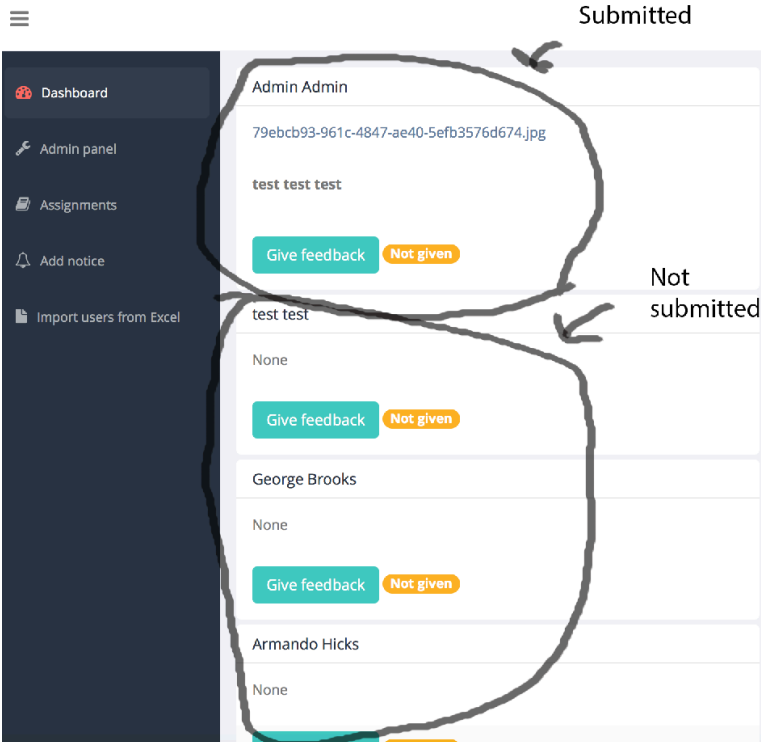 Submitted
Dashboard
Admin panel
Assignments
Add notice
Import users from Excel
Admin Admin
79ebcb93-961c-4847-ae40-5efb3576d674.jpg
test test test
Give feedback Not given
Not
submitted
test test
None
Give feedback Not given
George Brooks
None
Give feedback Not given
Armando Hicks
None